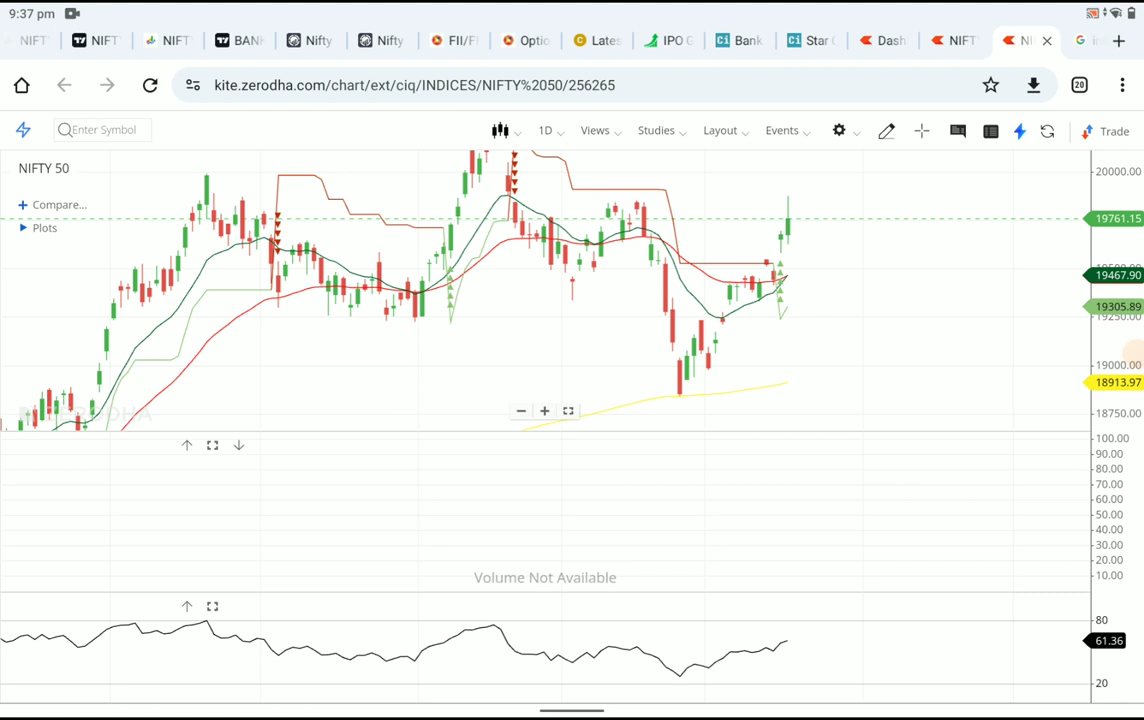 9:37 pm
NIFT NIFT NIFT BANK Nifty Nifty FII/FI Optio Lates IPO G Bank Star Dash NIFT NI
kite.zerodha.com/chart/ext/ciq/INDICES/NIFTY%2050/256265 20
Enter Symbol 1D Views Studies Layout Events Trade
NIFTY 50
Compare...
Plots
20000.00
19761.15
19467.90
19305.89
19250.00
19000.00
18913.97
18750.00
ZERODHA
100.00
90.00
80.00
70.00
60.00
50.00
40.00
30.00
20.00
10.00
Volume Not Available
80
61.36
20